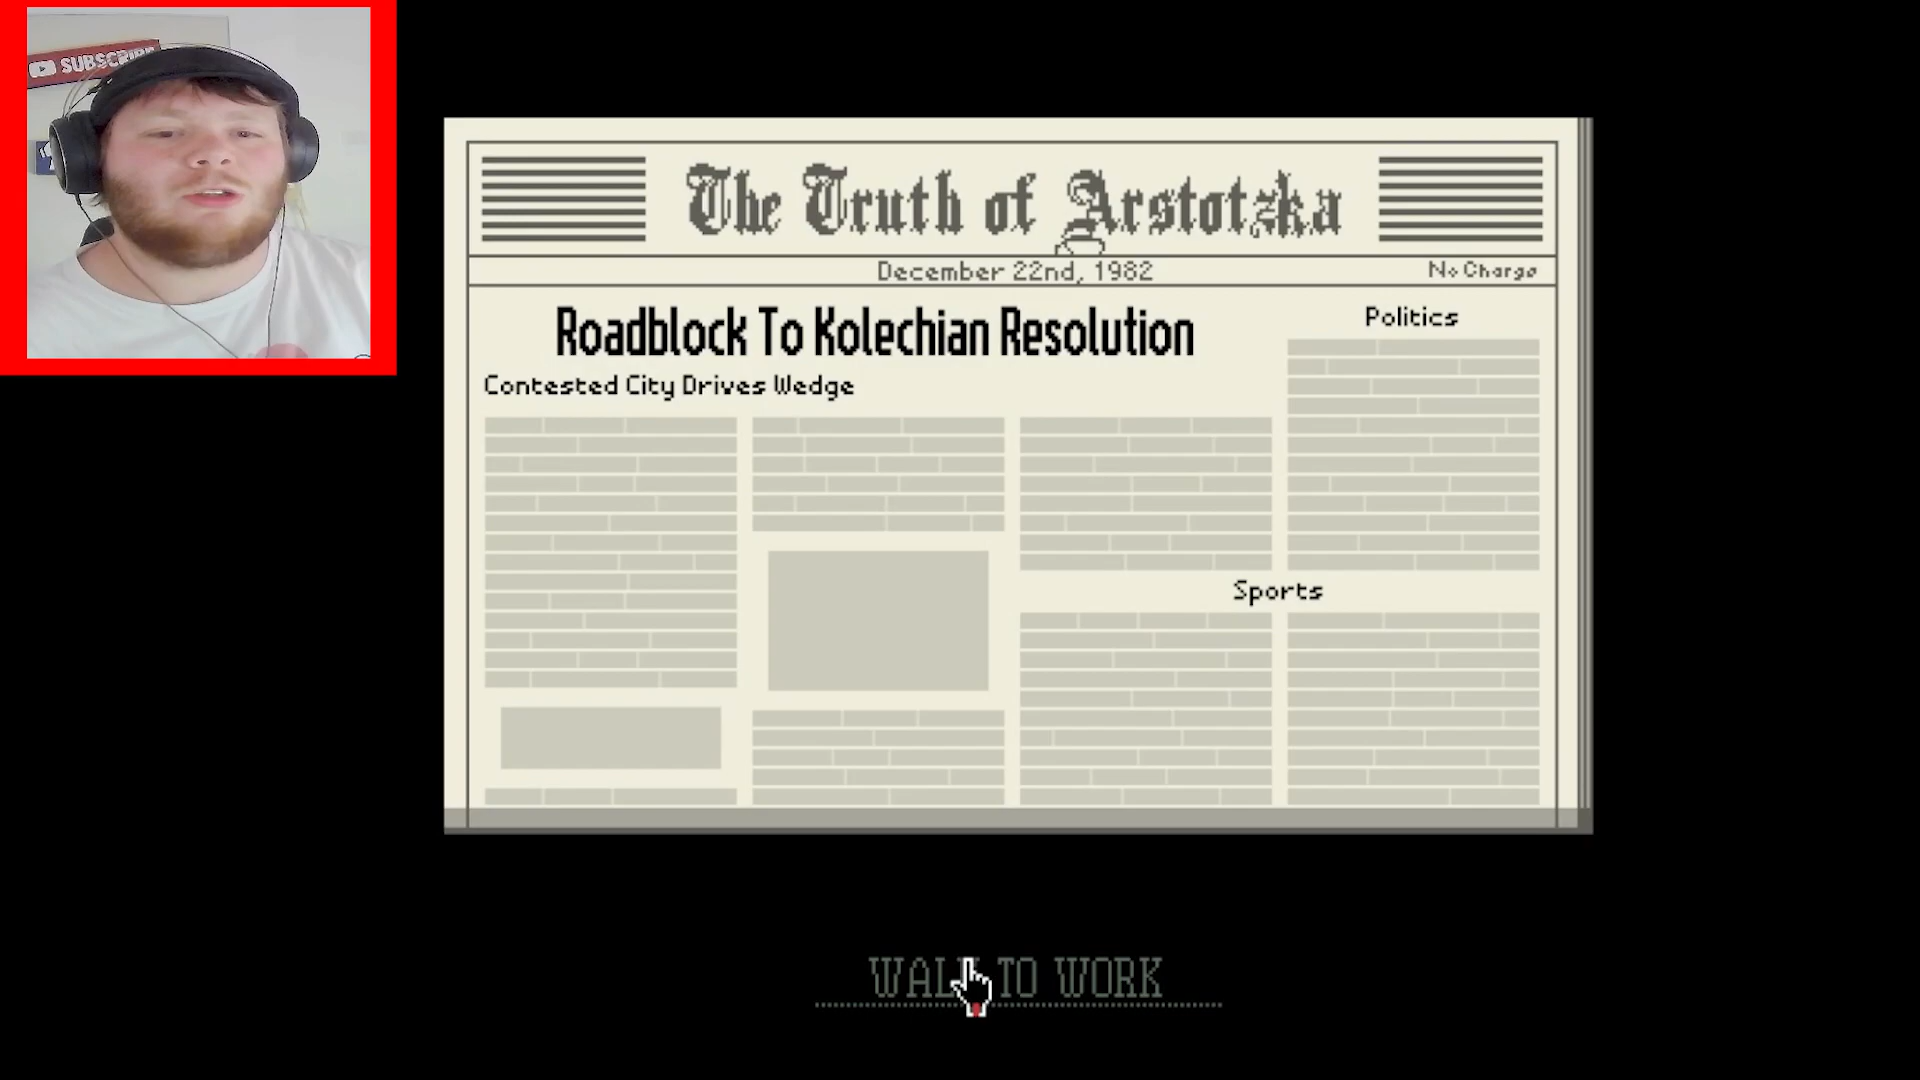 SUBSCRIBE
The Truth of Arstotzka
December 22nd, 1982
No Charge
Roadblock To Kolechian Resolution
Contested City Drives Wedge
Politics
Sports
WALK TO WORK